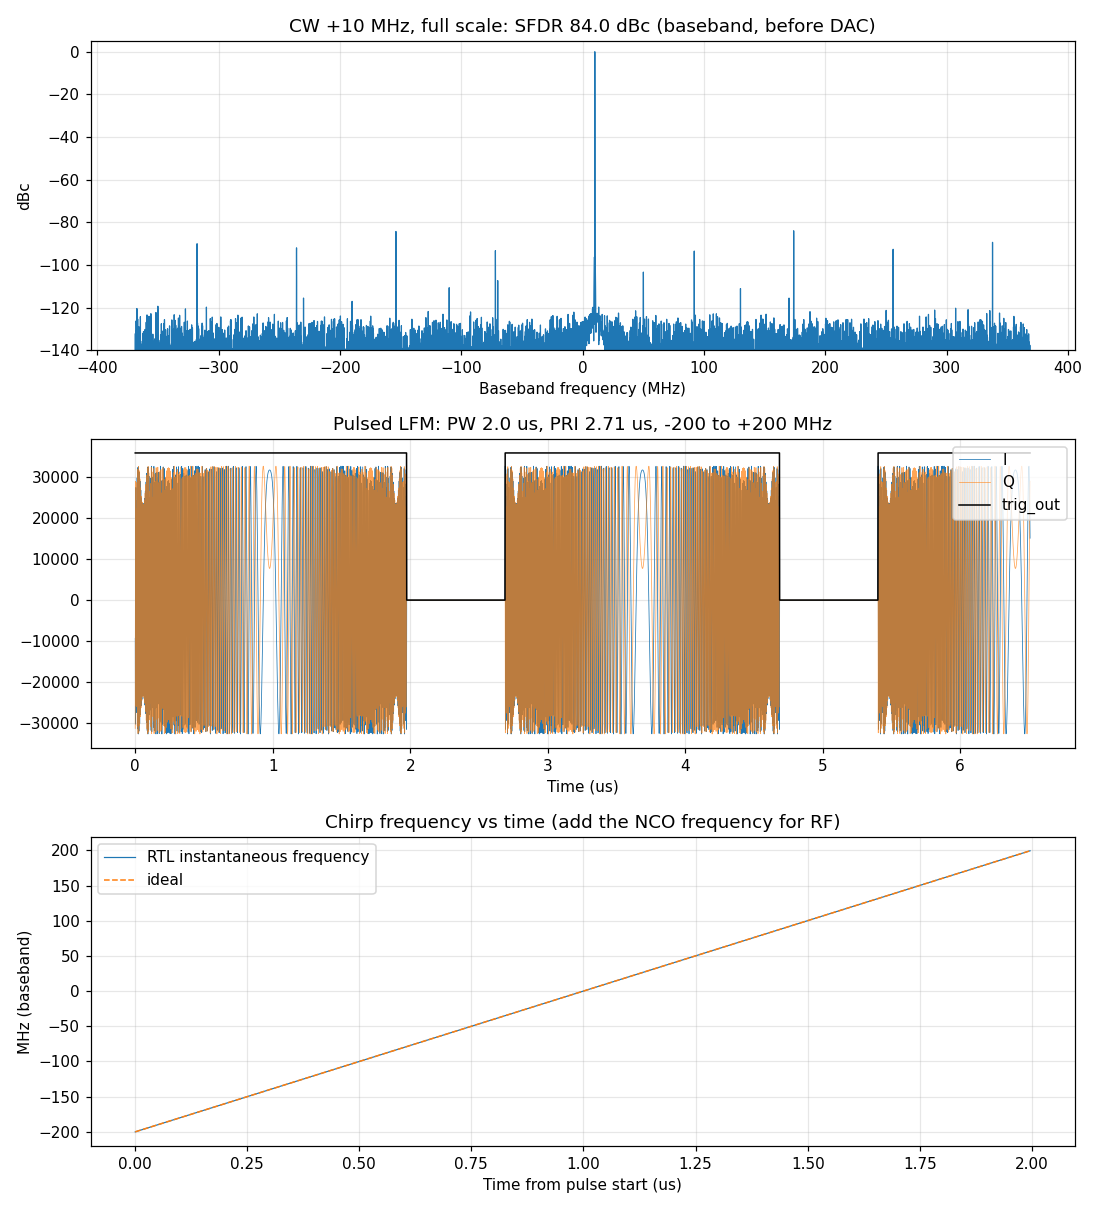 CW +10 MHz, full scale: SFDR 84.0 dBc (baseband, before DAC)
0
−20
−40
−60
−80
−100
−120
−140
dBc
−400 −300 −200 −100 0 100 200 300 400
Baseband frequency (MHz)
Pulsed LFM: PW 2.0 us, PRI 2.71 us, -200 to +200 MHz
30000
20000
10000
0
−10000
−20000
−30000
I
Q
trig_out
0 1 2 3 4 5 6
Time (us)
Chirp frequency vs time (add the NCO frequency for RF)
200
150
100
50
0
−50
−100
−150
−200
MHz (baseband)
RTL instantaneous frequency
ideal
0.00 0.25 0.50 0.75 1.00 1.25 1.50 1.75 2.00
Time from pulse start (us)